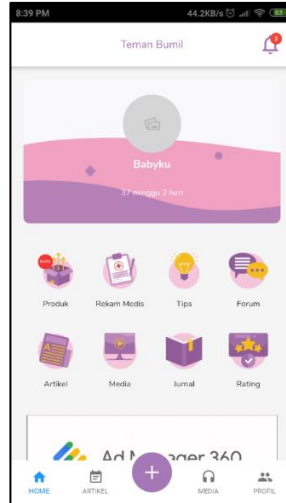 8:39 PM 44.2KB/s
Teman Bumil
3
Babyku
37 minggu 2 hari
Produk Rekam Medis Tips Forum
Artikel Media Jurnal Rating
Ad Manager 360
HOME ARTIKEL MEDIA PROFIL